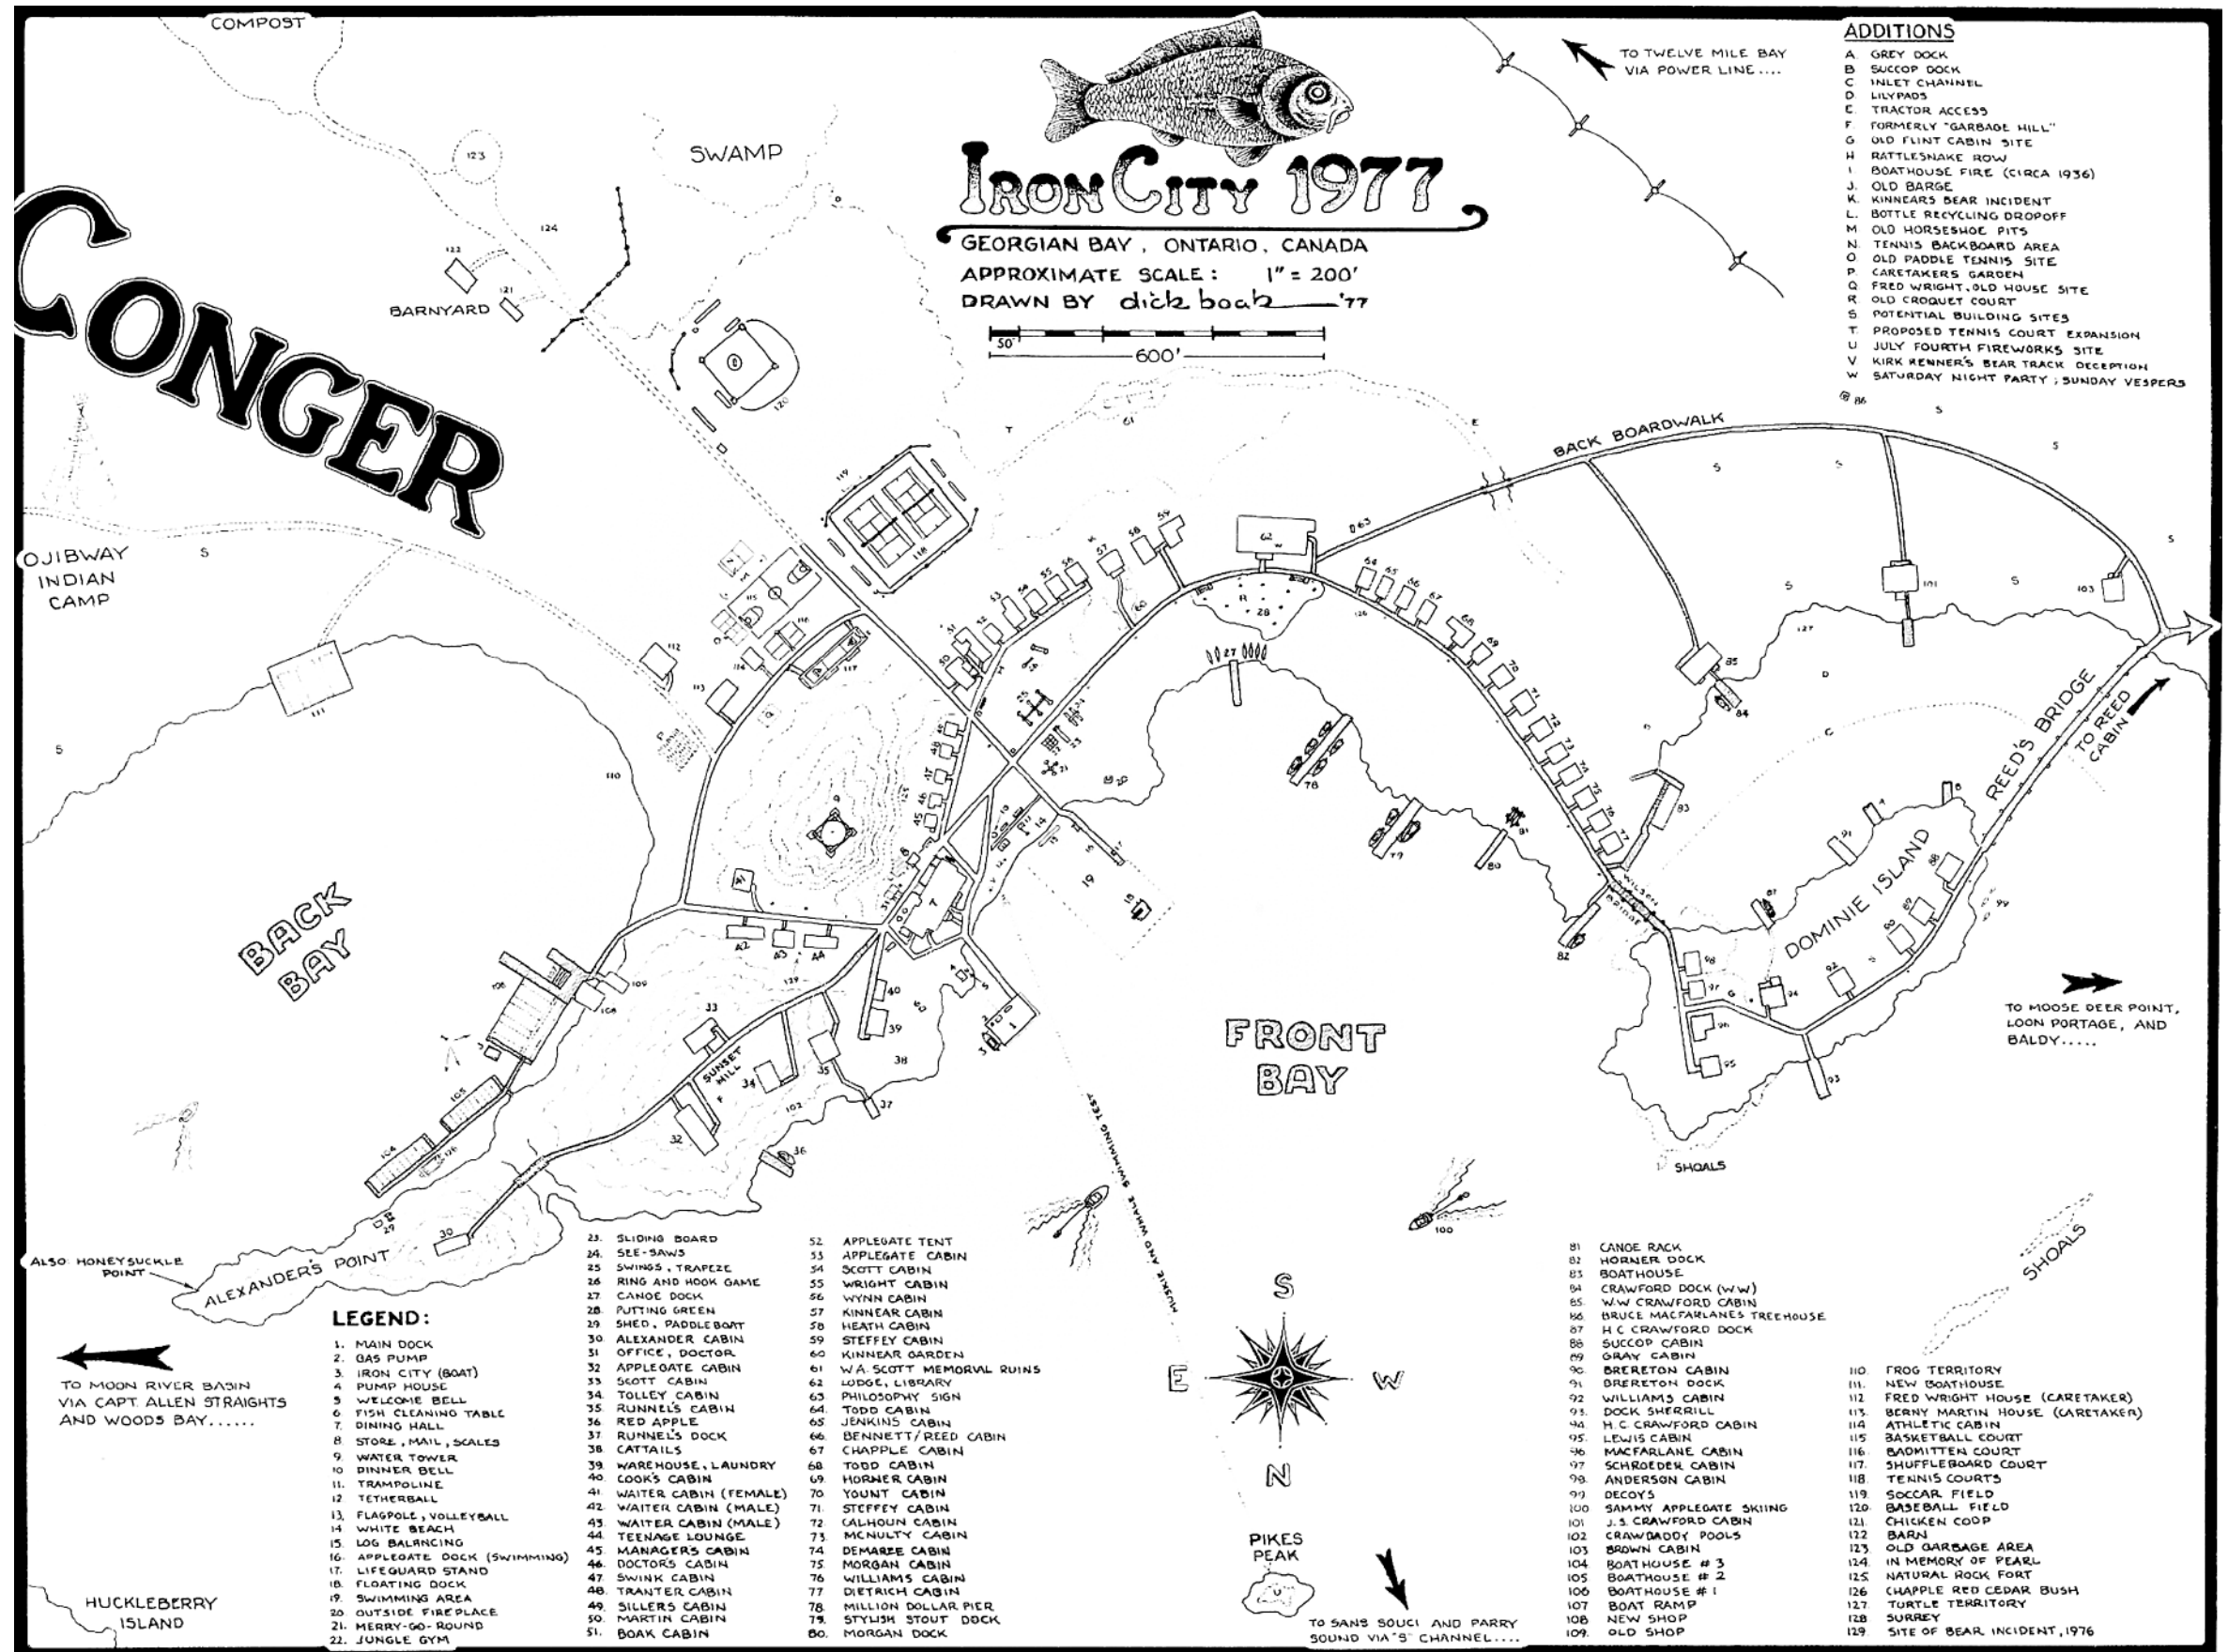 COMPOST
SWAMP
CONGER
BARNYARD
OJIBWAY
INDIAN
CAMP
IRON CITY 1977
GEORGIAN BAY, ONTARIO, CANADA
APPROXIMATE SCALE: 1" = 200'
DRAWN BY dick boak '77
50'
600'
TO TWELVE MILE BAY
VIA POWER LINE....
ADDITIONS
A GREY DOCK
B SUCCOP DOCK
C INLET CHANNEL
D. LILYPADS
E. TRACTOR ACCESS
F. FORMERLY "GARBAGE HILL"
G OLD FLINT CABIN SITE
H RATTLESNAKE ROW
I BOATHOUSE FIRE (CIRCA 1936)
J. OLD BARGE
K. KINNEARS BEAR INCIDENT
L. BOTTLE RECYCLING DROPOFF
M OLD HORSESHOE PITS
N. TENNIS BACKBOARD AREA
O OLD PADDLE TENNIS SITE
P. CARETAKERS GARDEN
Q FRED WRIGHT, OLD HOUSE SITE
R OLD CROQUET COURT
S POTENTIAL BUILDING SITES
T. PROPOSED TENNIS COURT EXPANSION
U JULY FOURTH FIREWORKS SITE
V KIRK RENNER'S BEAR TRACK DECEPTION
W SATURDAY NIGHT PARTY; SUNDAY VESPERS
BACK BOARDWALK
REED'S BRIDGE
TO REED
CABIN
WILSON
BRIDGE
DOMINIE ISLAND
TO MOOSE DEER POINT,
LOON PORTAGE, AND
BALDY.....
BACK
BAY
FRONT
BAY
SUNSET
HILL
MUSKIE AND WHALE SWIMMING TEST
SHOALS
SHOALS
ALSO HONEYSUCKLE
POINT
ALEXANDER'S POINT
TO MOON RIVER BASIN
VIA CAPT. ALLEN STRAIGHTS
AND WOODS BAY......
HUCKLEBERRY
ISLAND
LEGEND:
1. MAIN DOCK
2. GAS PUMP
3. IRON CITY (BOAT)
4 PUMP HOUSE
5 WELCOME BELL
6 FISH CLEANING TABLE
7. DINING HALL
8 STORE, MAIL, SCALES
9. WATER TOWER
10 DINNER BELL
11. TRAMPOLINE
12 TETHERBALL
13. FLAGPOLE, VOLLEYBALL
14 WHITE BEACH
15. LOG BALANCING
16. APPLEGATE DOCK (SWIMMING)
17. LIFEGUARD STAND
18. FLOATING DOCK
19. SWIMMING AREA
20. OUTSIDE FIREPLACE
21. MERRY-GO-ROUND
22. JUNGLE GYM
23. SLIDING BOARD
24. SEE-SAWS
25 SWINGS, TRAPEZE
26 RING AND HOOK GAME
27. CANOE DOCK
28. PUTTING GREEN
29 SHED, PADDLEBOAT
30. ALEXANDER CABIN
31 OFFICE, DOCTOR
32 APPLEGATE CABIN
33 SCOTT CABIN
34. TOLLEY CABIN
35. RUNNELS CABIN
36 RED APPLE
37 RUNNEL'S DOCK
38 CATTAILS
39. WAREHOUSE, LAUNDRY
40. COOK'S CABIN
41 WAITER CABIN (FEMALE)
42. WAITER CABIN (MALE)
43. WAITER CABIN (MALE)
44. TEENAGE LOUNGE
45. MANAGER'S CABIN
46. DOCTOR'S CABIN
47. SWINK CABIN
48. TRANTER CABIN
49. SILLERS CABIN
50. MARTIN CABIN
51. BOAK CABIN
52 APPLEGATE TENT
53 APPLEGATE CABIN
54 SCOTT CABIN
55 WRIGHT CABIN
56 WYNN CABIN
57 KINNEAR CABIN
58 HEATH CABIN
59 STEFFEY CABIN
60 KINNEAR GARDEN
61 W.A. SCOTT MEMORIAL RUINS
62 LODGE, LIBRARY
63. PHILOSOPHY SIGN
64. TODD CABIN
65 JENKINS CABIN
66. BENNETT/REED CABIN
67 CHAPPLE CABIN
68 TODD CABIN
69. HORNER CABIN
70 YOUNT CABIN
71. STEFFEY CABIN
72. CALHOUN CABIN
73. MCNULTY CABIN
74 DEMAREE CABIN
75. MORGAN CABIN
76 WILLIAMS CABIN
77 DIETRICH CABIN
78. MILLION DOLLAR PIER
79. STYLISH STOUT DOCK
80. MORGAN DOCK
S
E W
N
PIKES
PEAK
U
TO SANS SOUCI AND PARRY
SOUND VIA "S" CHANNEL....
81 CANOE RACK
82 HORNER DOCK
83 BOATHOUSE
84 CRAWFORD DOCK (WW)
85. W.W CRAWFORD CABIN
86. BRUCE MACFARLANES TREEHOUSE
87 H C CRAWFORD DOCK
88 SUCCOP CABIN
89 GRAY CABIN
90. BRERETON CABIN
91. BRERETON DOCK
92 WILLIAMS CABIN
93. DOCK SHERRILL
94 H.C. CRAWFORD CABIN
95. LEWIS CABIN
96 MACFARLANE CABIN
97 SCHROEDER CABIN
98. ANDERSON CABIN
99. DECOYS
100 SAMMY APPLEGATE SKIING
101 J.S. CRAWFORD CABIN
102 CRAWDADDY POOLS
103 BROWN CABIN
104 BOATHOUSE #3
105 BOATHOUSE #2
106 BOATHOUSE #1
107 BOAT RAMP
108 NEW SHOP
109. OLD SHOP
110. FROG TERRITORY
111. NEW BOATHOUSE
112 FRED WRIGHT HOUSE (CARETAKER)
113. BERNY MARTIN HOUSE (CARETAKER)
114 ATHLETIC CABIN
115 BASKETBALL COURT
116. BADMITTEN COURT
117. SHUFFLEBOARD COURT
118. TENNIS COURTS
119. SOCCAR FIELD
120. BASEBALL FIELD
121. CHICKEN COOP
122 BARN
123. OLD GARBAGE AREA
124. IN MEMORY OF PEARL
125. NATURAL ROCK FORT
126 CHAPPLE RED CEDAR BUSH
127. TURTLE TERRITORY
128 SURREY
129. SITE OF BEAR INCIDENT, 1976